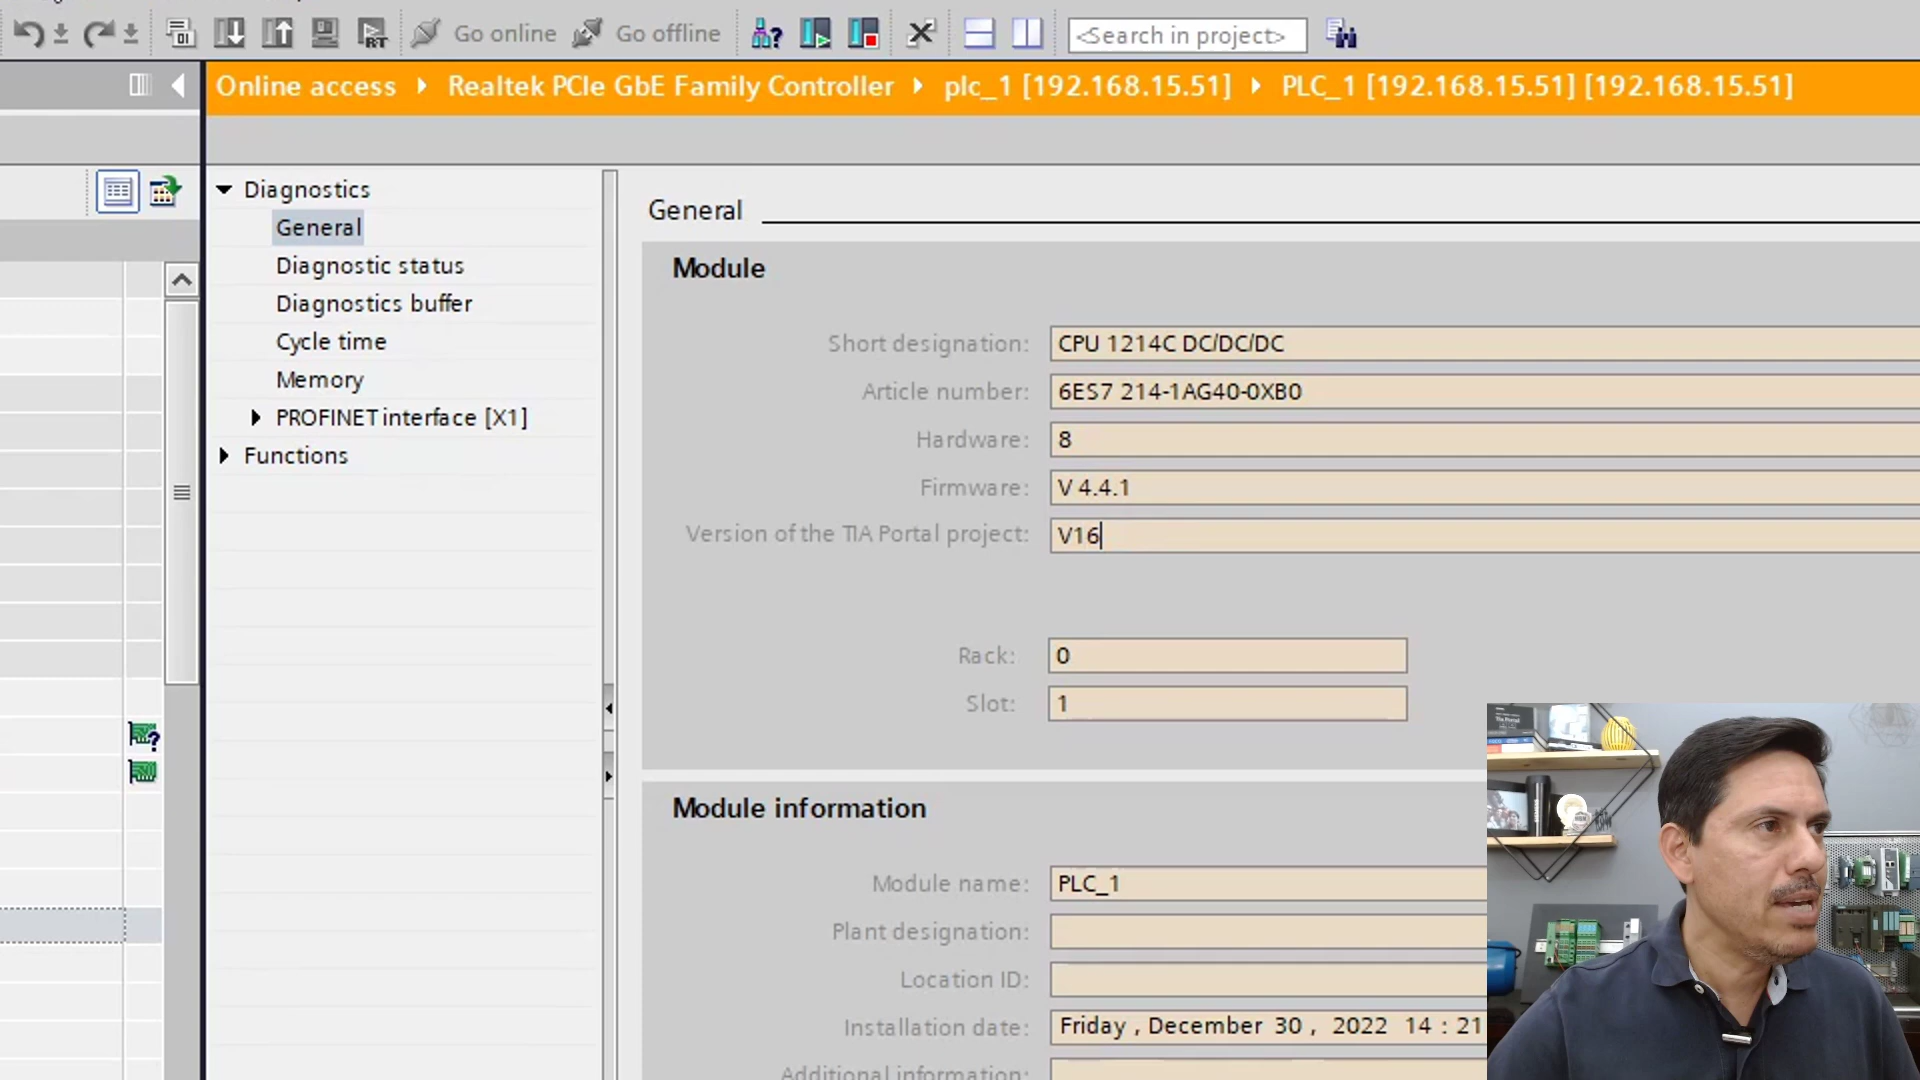 Go online
Go offline
<Search in project>
Online access
Realtek PCIe GbE Family Controller
plc_1 [192.168.15.51]
PLC_1 [192.168.15.51] [192.168.15.51]
Diagnostics
General
Diagnostic status
Diagnostics buffer
Cycle time
Memory
PROFINET interface [X1]
Functions
General
Module
Short designation: CPU 1214C DC/DC/DC
Article number: 6ES7 214-1AG40-0XB0
Hardware: 8
Firmware: V 4.4.1
Version of the TIA Portal project: V16
Rack: 0
Slot: 1
Module information
Module name: PLC_1
Plant designation:
Location ID:
Installation date: Friday , December 30 , 2022 14 : 21
Additional information: